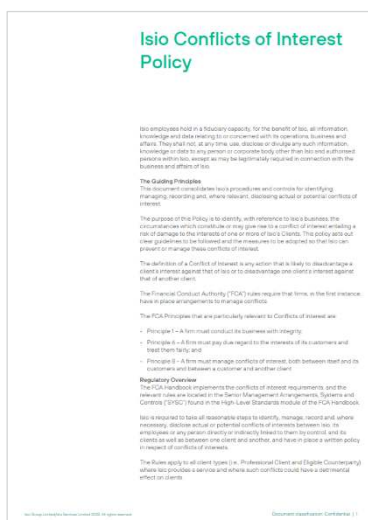 Isio Conflicts of Interest
Policy
Isio employees hold in a fiduciary capacity, for the benefit of Isio, all information,
knowledge and data relating to or concerned with its operations, business and
affairs. They shall not, at any time, use, disclose or divulge any such information,
knowledge or data to any person or corporate body other than Isio and authorised
persons within Isio, except as may be legitimately required in connection with the
business and affairs of Isio.
The Guiding Principles
This document consolidates Isio's procedures and controls for identifying,
managing, recording and, where relevant, disclosing actual or potential conflicts of
interest.
The purpose of this Policy is to identify, with reference to Isio's business, the
circumstances which constitute or may give rise to a conflict of interest entailing a
risk of damage to the interests of one or more of Isio's Clients. This policy sets out
clear guidelines to be followed and the measures to be adopted so that Isio can
prevent or manage these conflicts of interest.
The definition of a Conflict of Interest is any action that is likely to disadvantage a
client's interest against that of Isio or to disadvantage one client's interest against
that of another client.
The Financial Conduct Authority ("FCA") rules require that firms, in the first instance,
have in place arrangements to manage conflicts.
The FCA Principles that are particularly relevant to Conflicts of Interest are:
- Principle 1 – A firm must conduct its business with integrity
- Principle 6 – A firm must pay due regard to the interests of its customers and
treat them fairly; and
- Principle 8 – A firm must manage conflicts of interest, both between itself and its
customers and between a customer and another client
Regulatory Overview
The FCA Handbook implements the conflicts of interest requirements, and the
relevant rules are located in the Senior Management Arrangements, Systems and
Controls ("SYSC") found in the High-Level Standards module of the FCA Handbook.
Isio is required to take all reasonable steps to identify, manage, record and, where
necessary, disclose actual or potential conflicts of interests between Isio, its
employees or any person directly or indirectly linked to them by control, and its
clients as well as between one client and another, and have in place a written policy
in respect of conflicts of interests.
The Rules apply to all client types (i.e., Professional Client and Eligible Counterparty)
where Isio provides a service and where such conflicts could have a detrimental
effect on clients.
Document classification: Confidential | 1